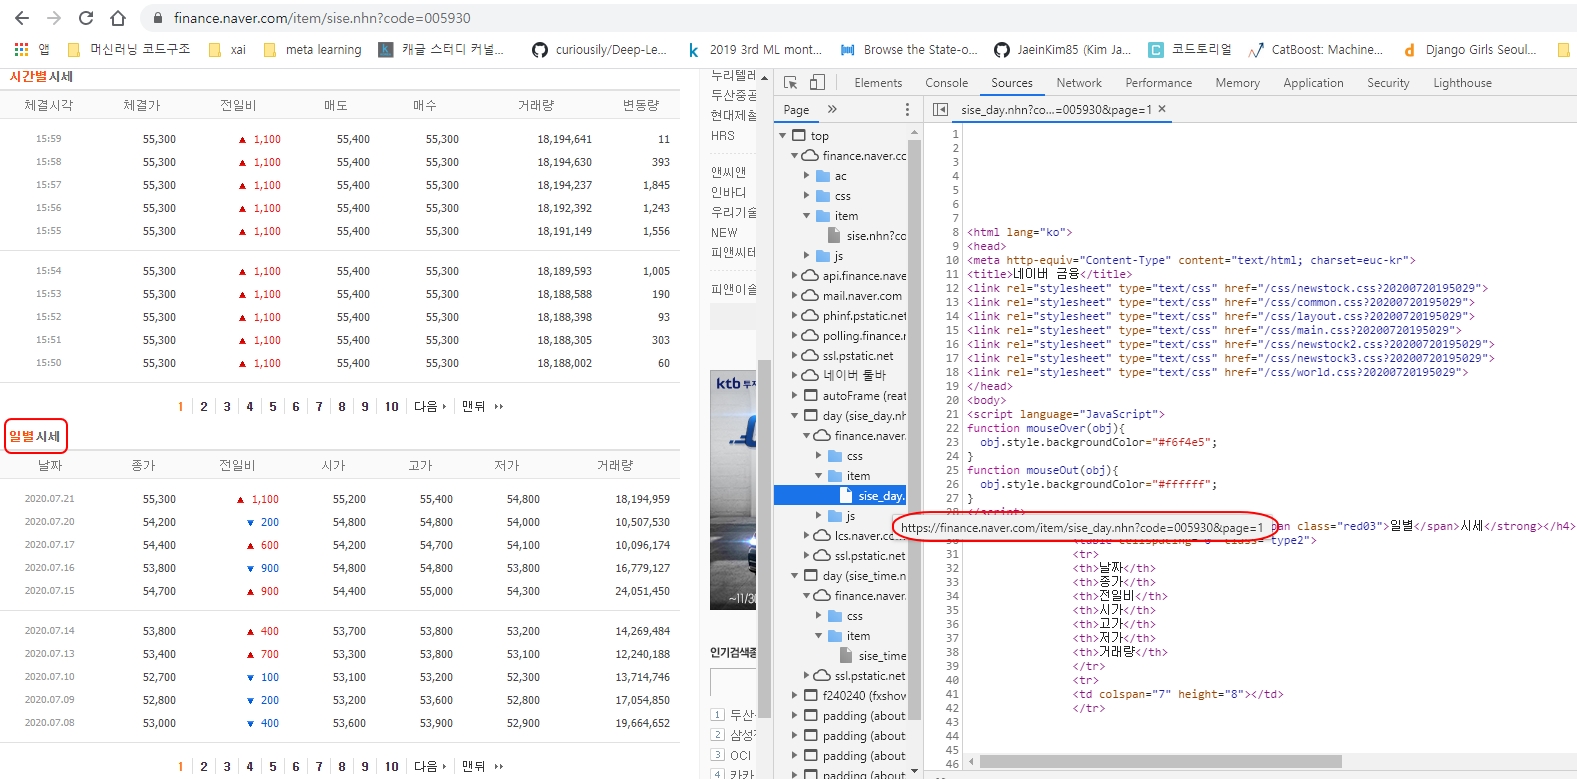 finance.naver.com/item/sise.nhn?code=005930
앱 머신러닝 코드구조 xai meta learning 캐글 스터디 커널... curiousily/Deep-Le... 2019 3rd ML mont... Browse the State-o... JaeinKim85 (Kim Ja... 코드토리얼 CatBoost: Machine... Django Girls Seoul...
시간별시세
체결시각 체결가 전일비 매도 매수 거래량 변동량
15:59 55,300 ▲ 1,100 55,400 55,300 18,194,641 11
15:58 55,300 ▲ 1,100 55,400 55,300 18,194,630 393
15:57 55,300 ▲ 1,100 55,400 55,300 18,194,237 1,845
15:56 55,300 ▲ 1,100 55,400 55,300 18,192,392 1,243
15:55 55,300 ▲ 1,100 55,400 55,300 18,191,149 1,556
15:54 55,300 ▲ 1,100 55,400 55,300 18,189,593 1,005
15:53 55,300 ▲ 1,100 55,400 55,300 18,188,588 190
15:52 55,300 ▲ 1,100 55,400 55,300 18,188,398 93
15:51 55,300 ▲ 1,100 55,400 55,300 18,188,305 303
15:50 55,300 ▲ 1,100 55,400 55,300 18,188,002 60
1 2 3 4 5 6 7 8 9 10 다음 맨뒤
일별시세
날짜 종가 전일비 시가 고가 저가 거래량
2020.07.21 55,300 ▲ 1,100 55,200 55,400 54,800 18,194,959
2020.07.20 54,200 ▼ 200 54,800 54,800 54,000 10,507,530
2020.07.17 54,400 ▲ 600 54,200 54,700 54,100 10,096,174
2020.07.16 53,800 ▼ 900 54,800 54,800 53,800 16,779,127
2020.07.15 54,700 ▲ 900 54,400 55,000 54,300 24,051,450
2020.07.14 53,800 ▲ 400 53,700 53,800 53,200 14,269,484
2020.07.13 53,400 ▲ 700 53,300 53,800 53,100 12,240,188
2020.07.10 52,700 ▼ 100 53,100 53,200 52,300 13,714,746
2020.07.09 52,800 ▼ 200 53,200 53,600 52,800 17,054,850
2020.07.08 53,000 ▼ 400 53,600 53,900 52,900 19,664,652
1 2 3 4 5 6 7 8 9 10 다음 맨뒤
누리텔레
두산중공
현대제철
HRS
앤씨앤
인바디
우리기술
NEW
피앤씨테
피앤이솔
ktb 투자
~11/30
인기검색종
1 두산
2 삼성
3 OCI
4 카카
Elements Console Sources Network Performance Memory Application Security Lighthouse
Page »
top
finance.naver.co
ac
css
item
sise.nhn?co
js
api.finance.nave
mail.naver.com
phinf.pstatic.net
polling.finance.r
ssl.pstatic.net
네이버 툴바
autoFrame (reat
day (sise_day.nh
finance.naver.
css
item
sise_day.
js
lcs.naver.co
ssl.pstatic.net
day (sise_time.n
finance.naver.
css
item
sise_time
ssl.pstatic.net
f240240 (fxshow
padding (about
padding (about
padding (about
padding (about
sise_day.nhn?co...=005930&page=1 ×
1
2
3
4
5
6
7
8 <html lang="ko">
9 <head>
10 <meta http-equiv="Content-Type" content="text/html; charset=euc-kr">
11 <title>네이버 금융</title>
12 <link rel="stylesheet" type="text/css" href="/css/newstock.css?20200720195029">
13 <link rel="stylesheet" type="text/css" href="/css/common.css?20200720195029">
14 <link rel="stylesheet" type="text/css" href="/css/layout.css?20200720195029">
15 <link rel="stylesheet" type="text/css" href="/css/main.css?20200720195029">
16 <link rel="stylesheet" type="text/css" href="/css/newstock2.css?20200720195029">
17 <link rel="stylesheet" type="text/css" href="/css/newstock3.css?20200720195029">
18 <link rel="stylesheet" type="text/css" href="/css/world.css?20200720195029">
19 </head>
20 <body>
21 <script language="JavaScript">
22 function mouseOver(obj){
23 obj.style.backgroundColor="#f6f4e5";
24 }
25 function mouseOut(obj){
26 obj.style.backgroundColor="#ffffff";
27 }
28 </script>
https://finance.naver.com/item/sise_day.nhn?code=005930&page=1
an class="red03">일별</span>시세</strong></h4>
30 type2">
31 <tr>
32 <th>날짜</th>
33 <th>종가</th>
34 <th>전일비</th>
35 <th>시가</th>
36 <th>고가</th>
37 <th>저가</th>
38 <th>거래량</th>
39 </tr>
40 <tr>
41 <td colspan="7" height="8"></td>
42 </tr>
43
44
45
46